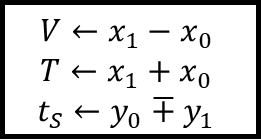 V ← x₁ − x₀
T ← x₁ + x₀
t_S ← y₀ ∓ y₁